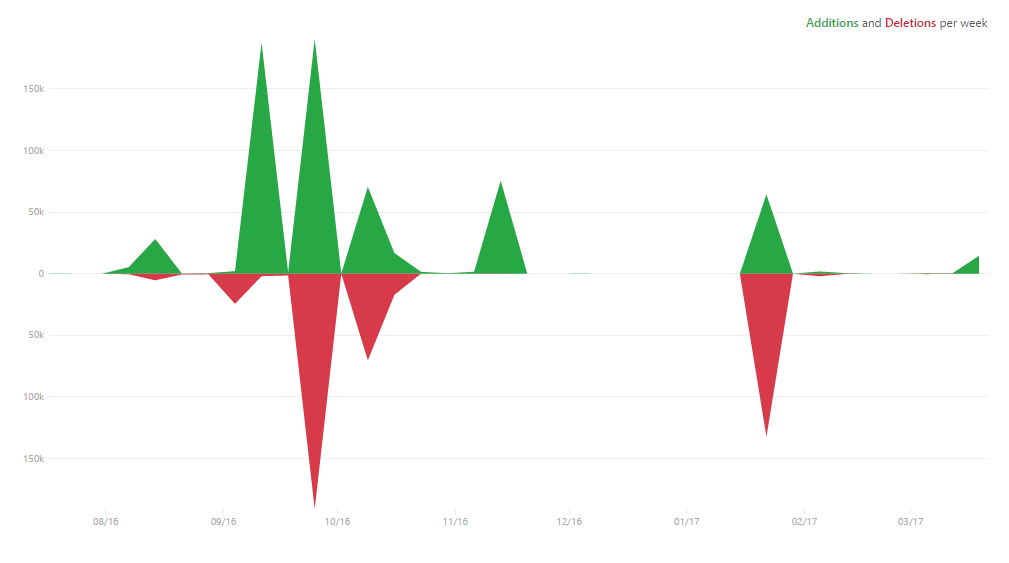 Additions and Deletions per week
150k
100k
50k
0
50k
100k
150k
08/16 09/16 10/16 11/16 12/16 01/17 02/17 03/17